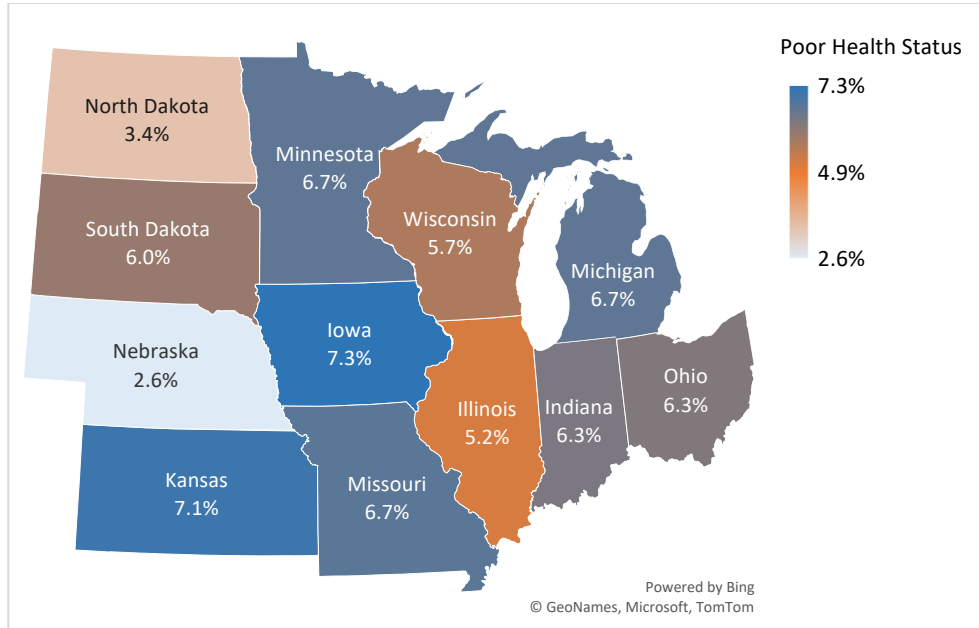 Poor Health Status
7.3%
4.9%
2.6%
North Dakota
3.4%
Minnesota
6.7%
South Dakota
6.0%
Wisconsin
5.7%
Michigan
6.7%
Nebraska
2.6%
Iowa
7.3%
Illinois
5.2%
Indiana
6.3%
Ohio
6.3%
Kansas
7.1%
Missouri
6.7%
Powered by Bing
© GeoNames, Microsoft, TomTom